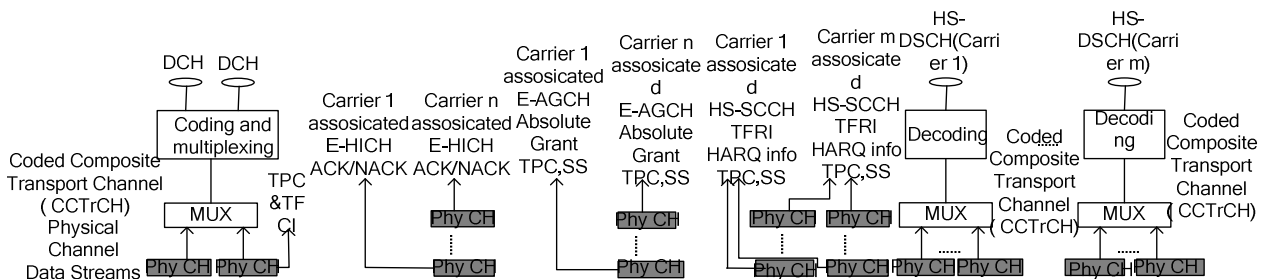 DCH
DCH
Coding and
multiplexing
Coded Composite
Transport Channel
( CCTrCH)
Physical
Channel
Data Streams
MUX
TPC
&TF
CI
Phy CH
Phy CH
Carrier 1
assosicated
E-HICH
ACK/NACK
Carrier n
assosicated
E-HICH
ACK/NACK
Phy CH
Phy CH
Carrier 1
assosicated
E-AGCH
Absolute
Grant
TPC,SS
Carrier n
assosicate
d
E-AGCH
Absolute
Grant
TPC,SS
Phy CH
Phy CH
Carrier 1
assosicate
d
HS-SCCH
TFRI
HARQ info
TPC,SS
Carrier m
assosicate
d
HS-SCCH
TFRI
HARQ info
TPC,SS
Phy CH
Phy CH
Phy CH
Phy CH
HS-
DSCH(Carri
er 1)
Decoding
Coded
Composite
Transport
Channel
( CCTrCH)
MUX
Phy CH
Phy CH
HS-
DSCH(Carri
er m)
Decodi
ng
Coded
Composite
Transport
Channel
( CCTrCH)
MUX
Phy CH
Phy CH